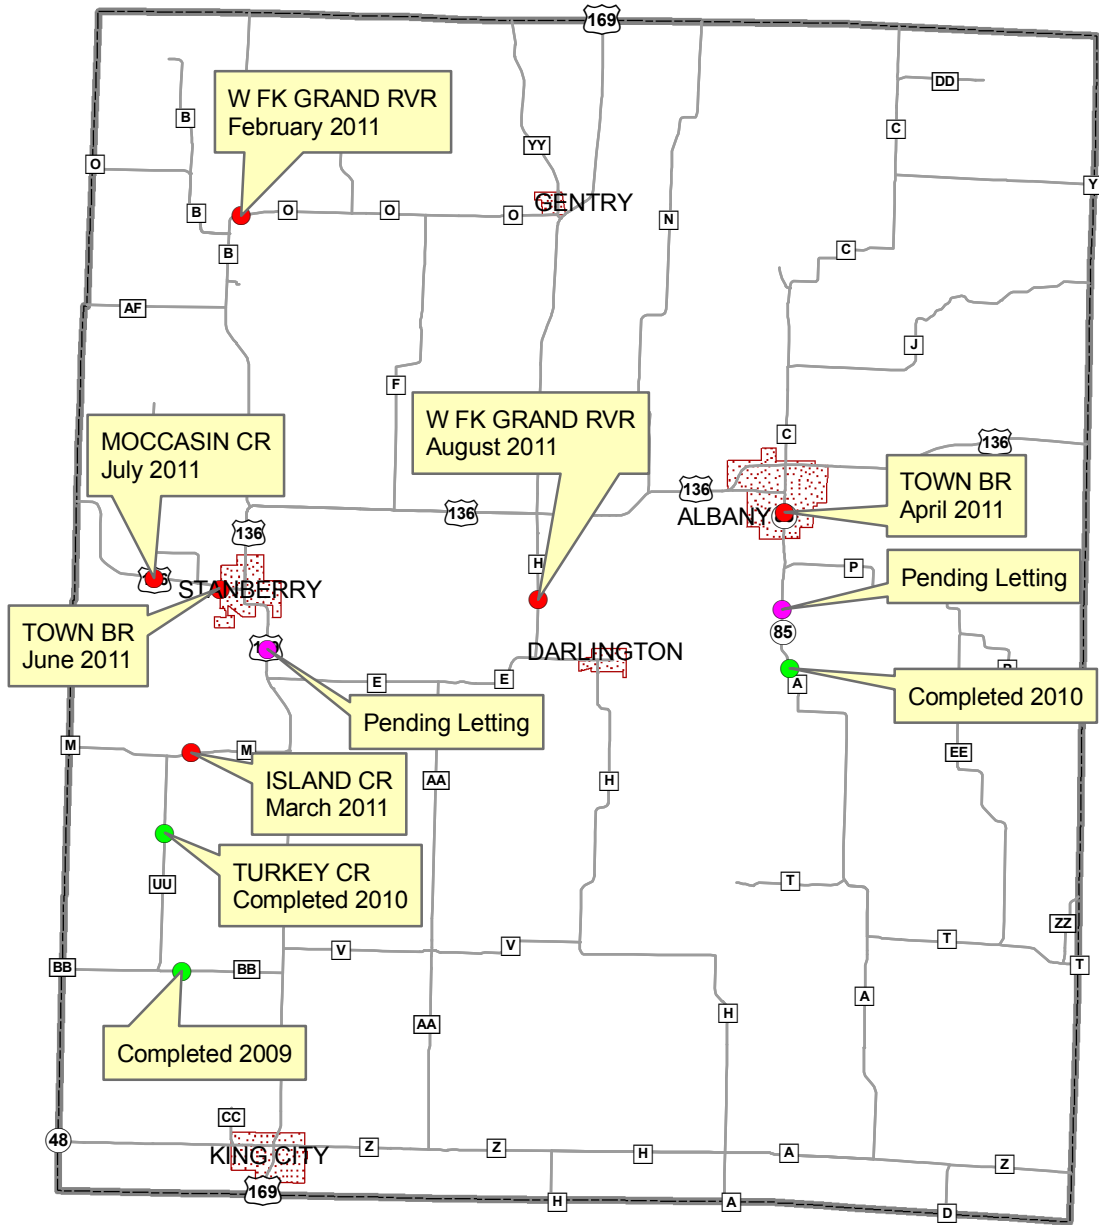 169
DD
W FK GRAND RVR
February 2011
B
C
YY
O
Y
GENTRY
B
O
O
O
N
B
C
AF
J
F
W FK GRAND RVR
August 2011
MOCCASIN CR
July 2011
C
136
136
136
TOWN BR
April 2011
ALBANY
136
H
P
Pending Letting
STANBERRY
TOWN BR
June 2011
85
DARLINGTON
E
E
A
Completed 2010
Pending Letting
M
M
EE
ISLAND CR
March 2011
AA
H
TURKEY CR
Completed 2010
UU
T
ZZ
V
V
T
BB
BB
T
A
H
AA
Completed 2009
CC
48
Z
Z
H
A
Z
KING CITY
169
H
A
D